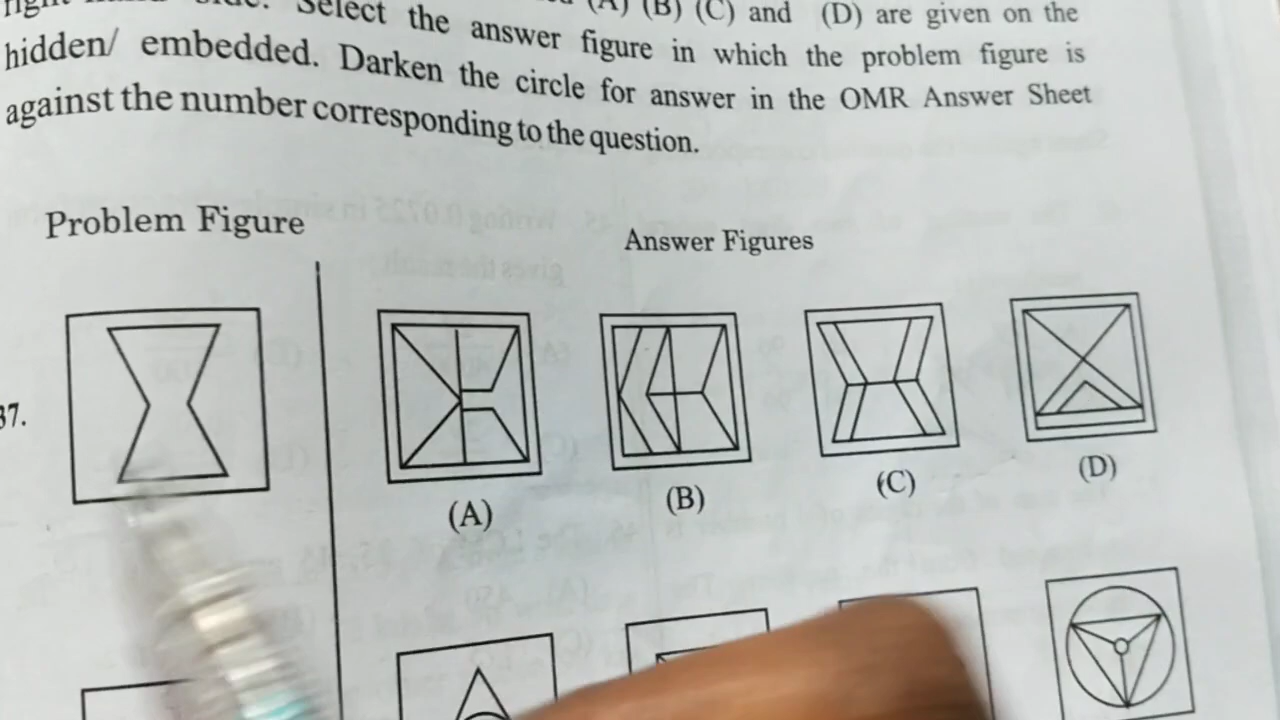 side. Select the answer figure in which the problem figure is
(B) (C) and (D) are given on the
hidden/ embedded. Darken the circle for answer in the OMR Answer Sheet
against the number corresponding to the question.
Problem Figure
Answer Figures
37.
(A)
(B)
(C)
(D)